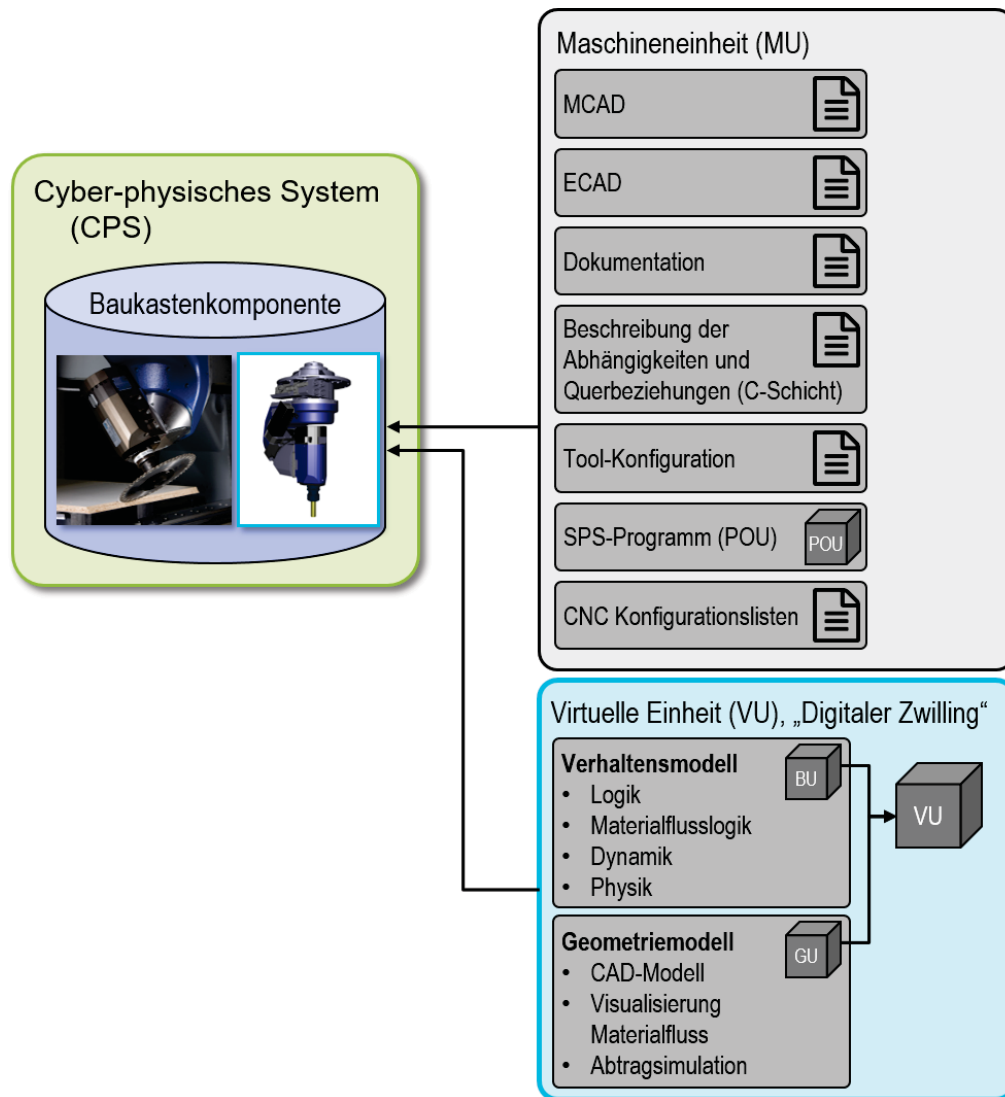 Cyber-physisches System
(CPS)
Baukastenkomponente
Maschineneinheit (MU)
MCAD
ECAD
Dokumentation
Beschreibung der
Abhängigkeiten und
Querbeziehungen (C-Schicht)
Tool-Konfiguration
SPS-Programm (POU)
POU
CNC Konfigurationslisten
Virtuelle Einheit (VU), „Digitaler Zwilling“
Verhaltensmodell
BU
• Logik
• Materialflusslogik
• Dynamik
• Physik
VU
Geometriemodell
GU
• CAD-Modell
• Visualisierung
Materialfluss
• Abtragsimulation